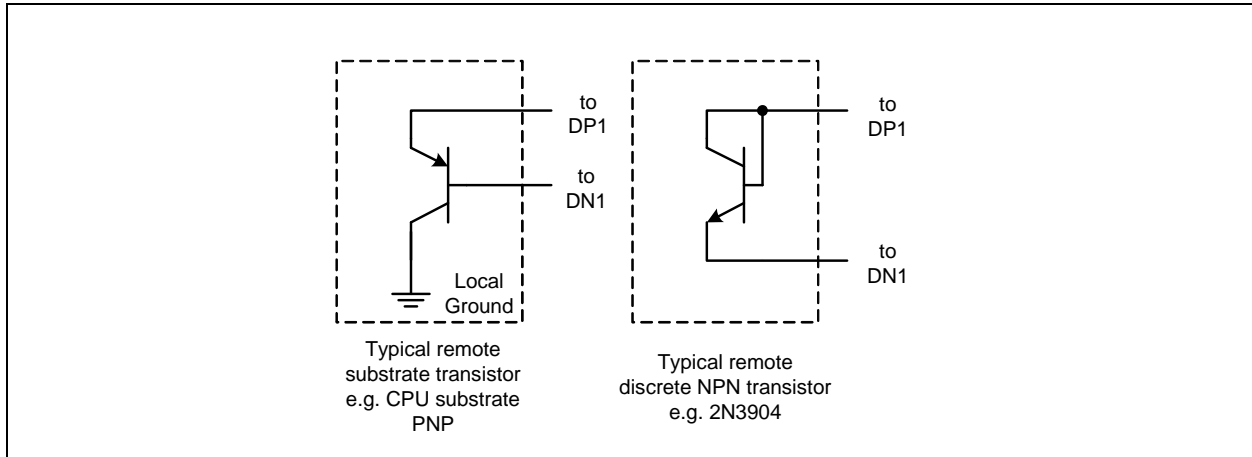 to
DP1
to
DN1
Local
Ground
Typical remote
substrate transistor
e.g. CPU substrate
PNP
to
DP1
to
DN1
Typical remote
discrete NPN transistor
e.g. 2N3904